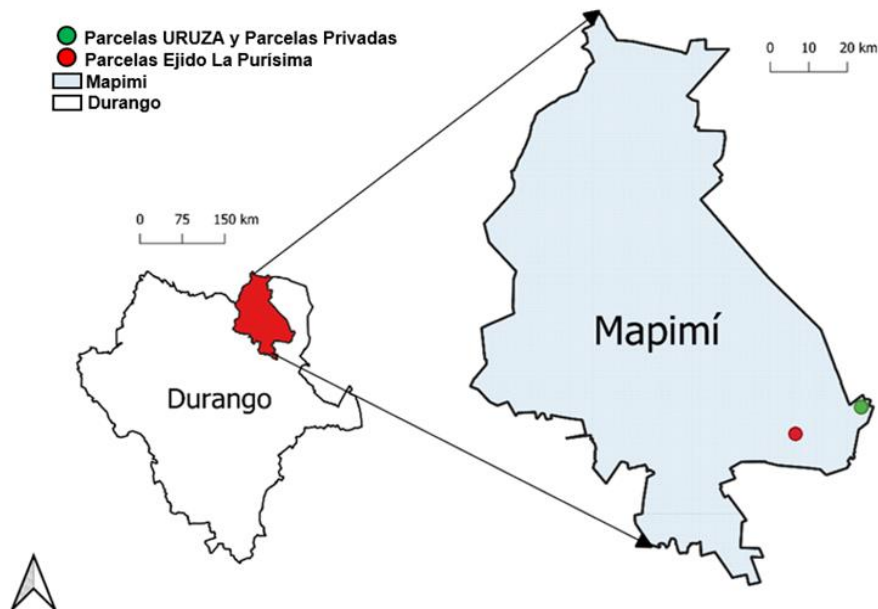 Parcelas URUZA y Parcelas Privadas
Parcelas Ejido La Purísima
Mapimi
Durango
0 10 20 km
0 75 150 km
Mapimí
Durango